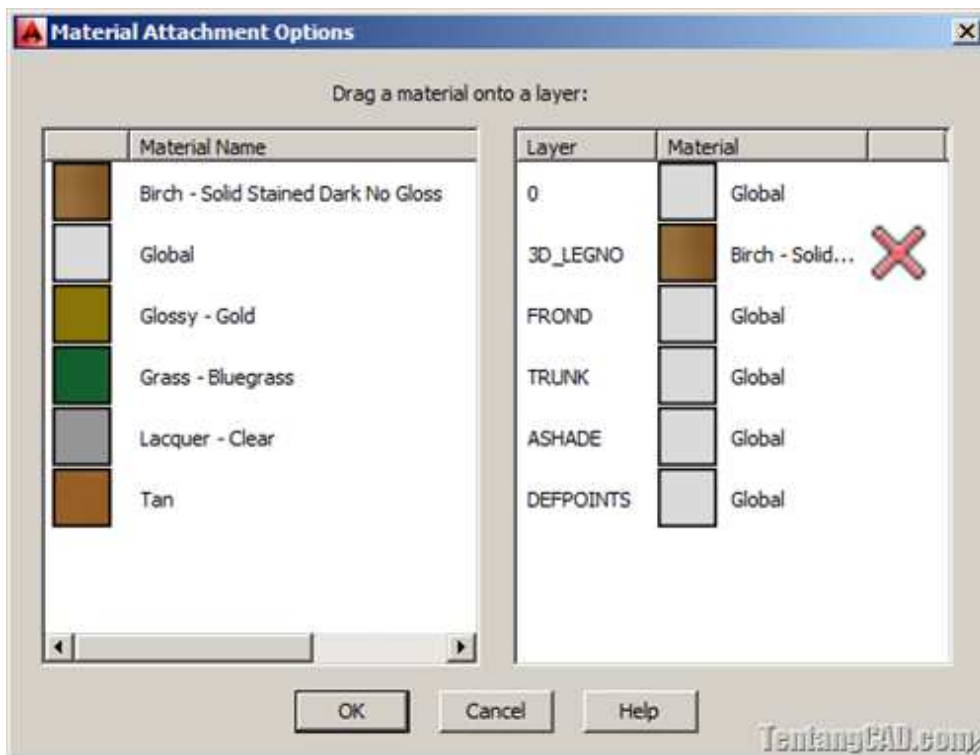 Material Attachment Options
Drag a material onto a layer:
Material Name
Birch - Solid Stained Dark No Gloss
Global
Glossy - Gold
Grass - Bluegrass
Lacquer - Clear
Tan
Layer Material
0 Global
3D_LEGNO Birch - Solid...
FROND Global
TRUNK Global
ASHADE Global
DEFPOINTS Global
OK Cancel Help
TentangCAD.com